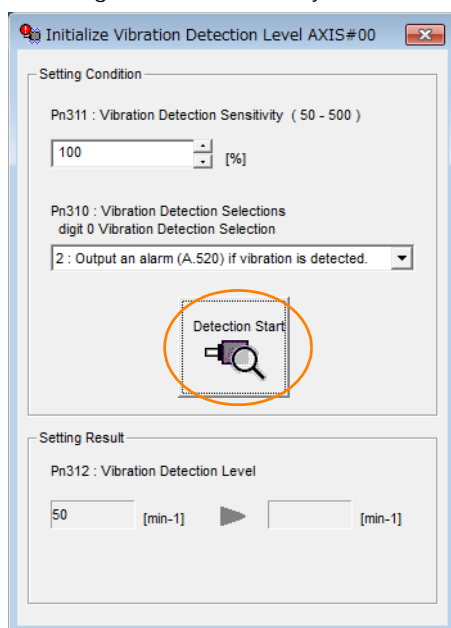 Initialize Vibration Detection Level AXIS#00
Setting Condition
Pn311 : Vibration Detection Sensitivity ( 50 - 500 )
100 [%]
Pn310 : Vibration Detection Selections
digit 0 Vibration Detection Selection
2 : Output an alarm (A.520) if vibration is detected.
Detection Start
Setting Result
Pn312 : Vibration Detection Level
50 [min-1] [min-1]